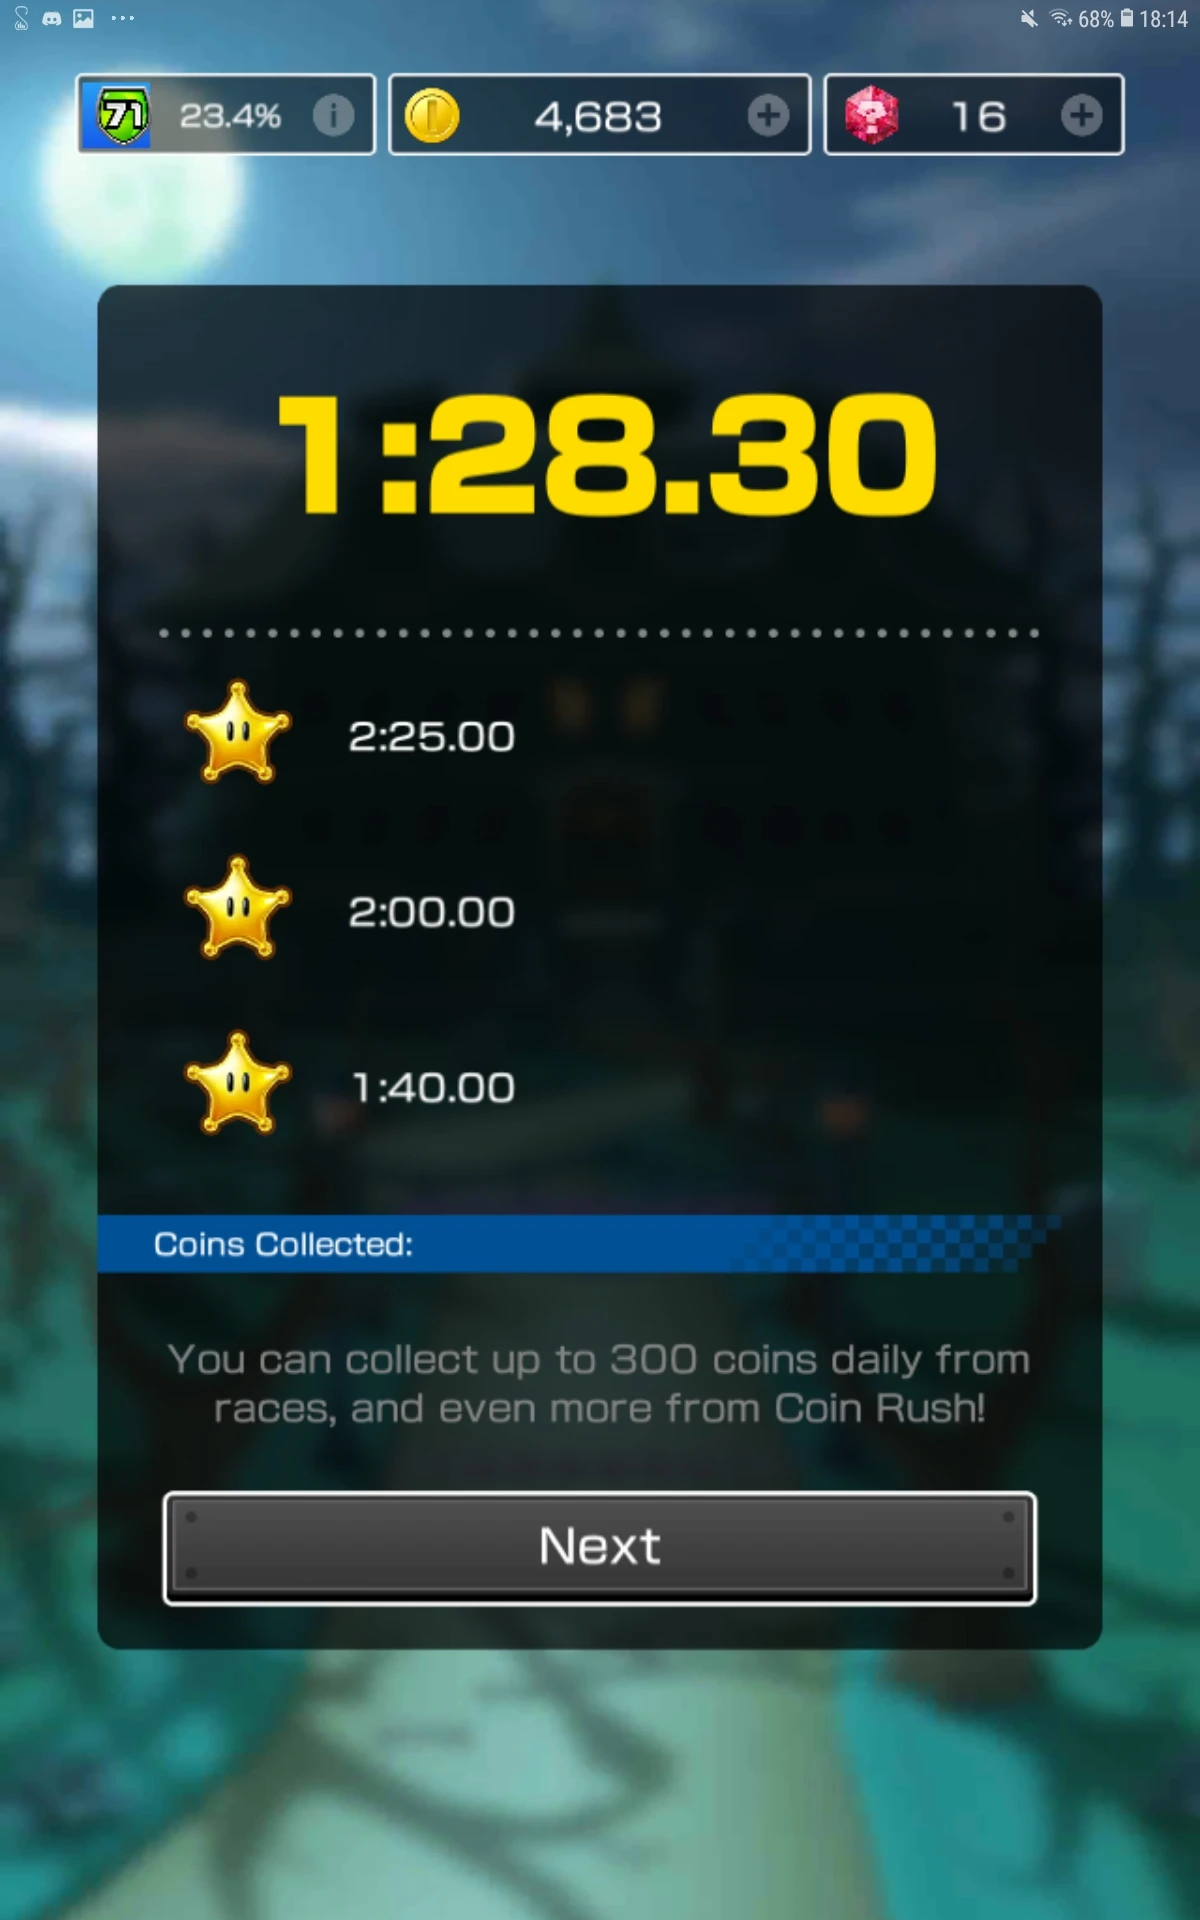 68% 18:14
71 23.4% i 4,683 + ? 16 +
1:28.30
2:25.00
2:00.00
1:40.00
Coins Collected:
You can collect up to 300 coins daily from
races, and even more from Coin Rush!
Next